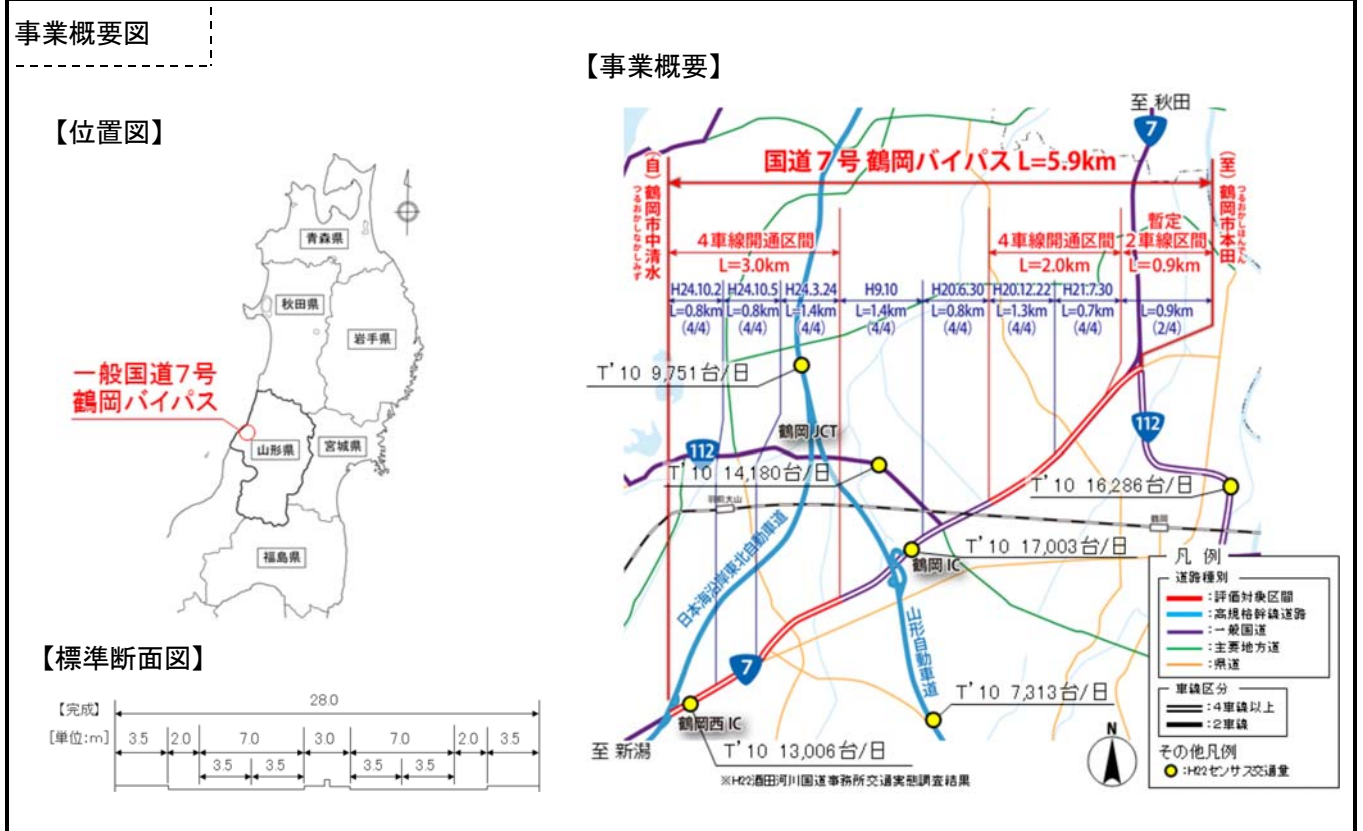 事業概要図
【位置図】
青森県
秋田県
岩手県
一般国道7号
鶴岡バイパス
山形県
宮城県
福島県
【標準断面図】
【完成】
28.0
[単位:m]
3.5
2.0
7.0
3.0
7.0
2.0
3.5
3.5
3.5
3.5
3.5
【事業概要】
至 秋田
7
国道7号 鶴岡バイパス L=5.9km
(自)鶴岡市中清水
つるおかしなかしみず
(至)鶴岡市本田
つるおかしほんでん
4車線開通区間
L=3.0km
4車線開通区間
L=2.0km
暫定
2車線区間
L=0.9km
H24.10.2
L=0.8km
(4/4)
H24.10.5
L=0.8km
(4/4)
H24.3.24
L=1.4km
(4/4)
H9.10
L=1.4km
(4/4)
H20.6.30
L=0.8km
(4/4)
H20.12.22
L=1.3km
(4/4)
H21.7.30
L=0.7km
(4/4)
L=0.9km
(2/4)
T'10 9,751台/日
鶴岡JCT
112
112
T'10 14,180台/日
T'10 16,286台/日
羽前大山
鶴岡
T'10 17,003台/日
鶴岡IC
日本海沿岸東北自動車道
山形自動車道
7
T'10 7,313台/日
鶴岡西IC
至 新潟
T'10 13,006台/日
※H22酒田河川国道事務所交通実態調査結果
N
凡 例
道路種別
:評価対象区間
:高規格幹線道路
:一般国道
:主要地方道
:県道
車線区分
:4車線以上
:2車線
その他凡例
:H22センサス交通量